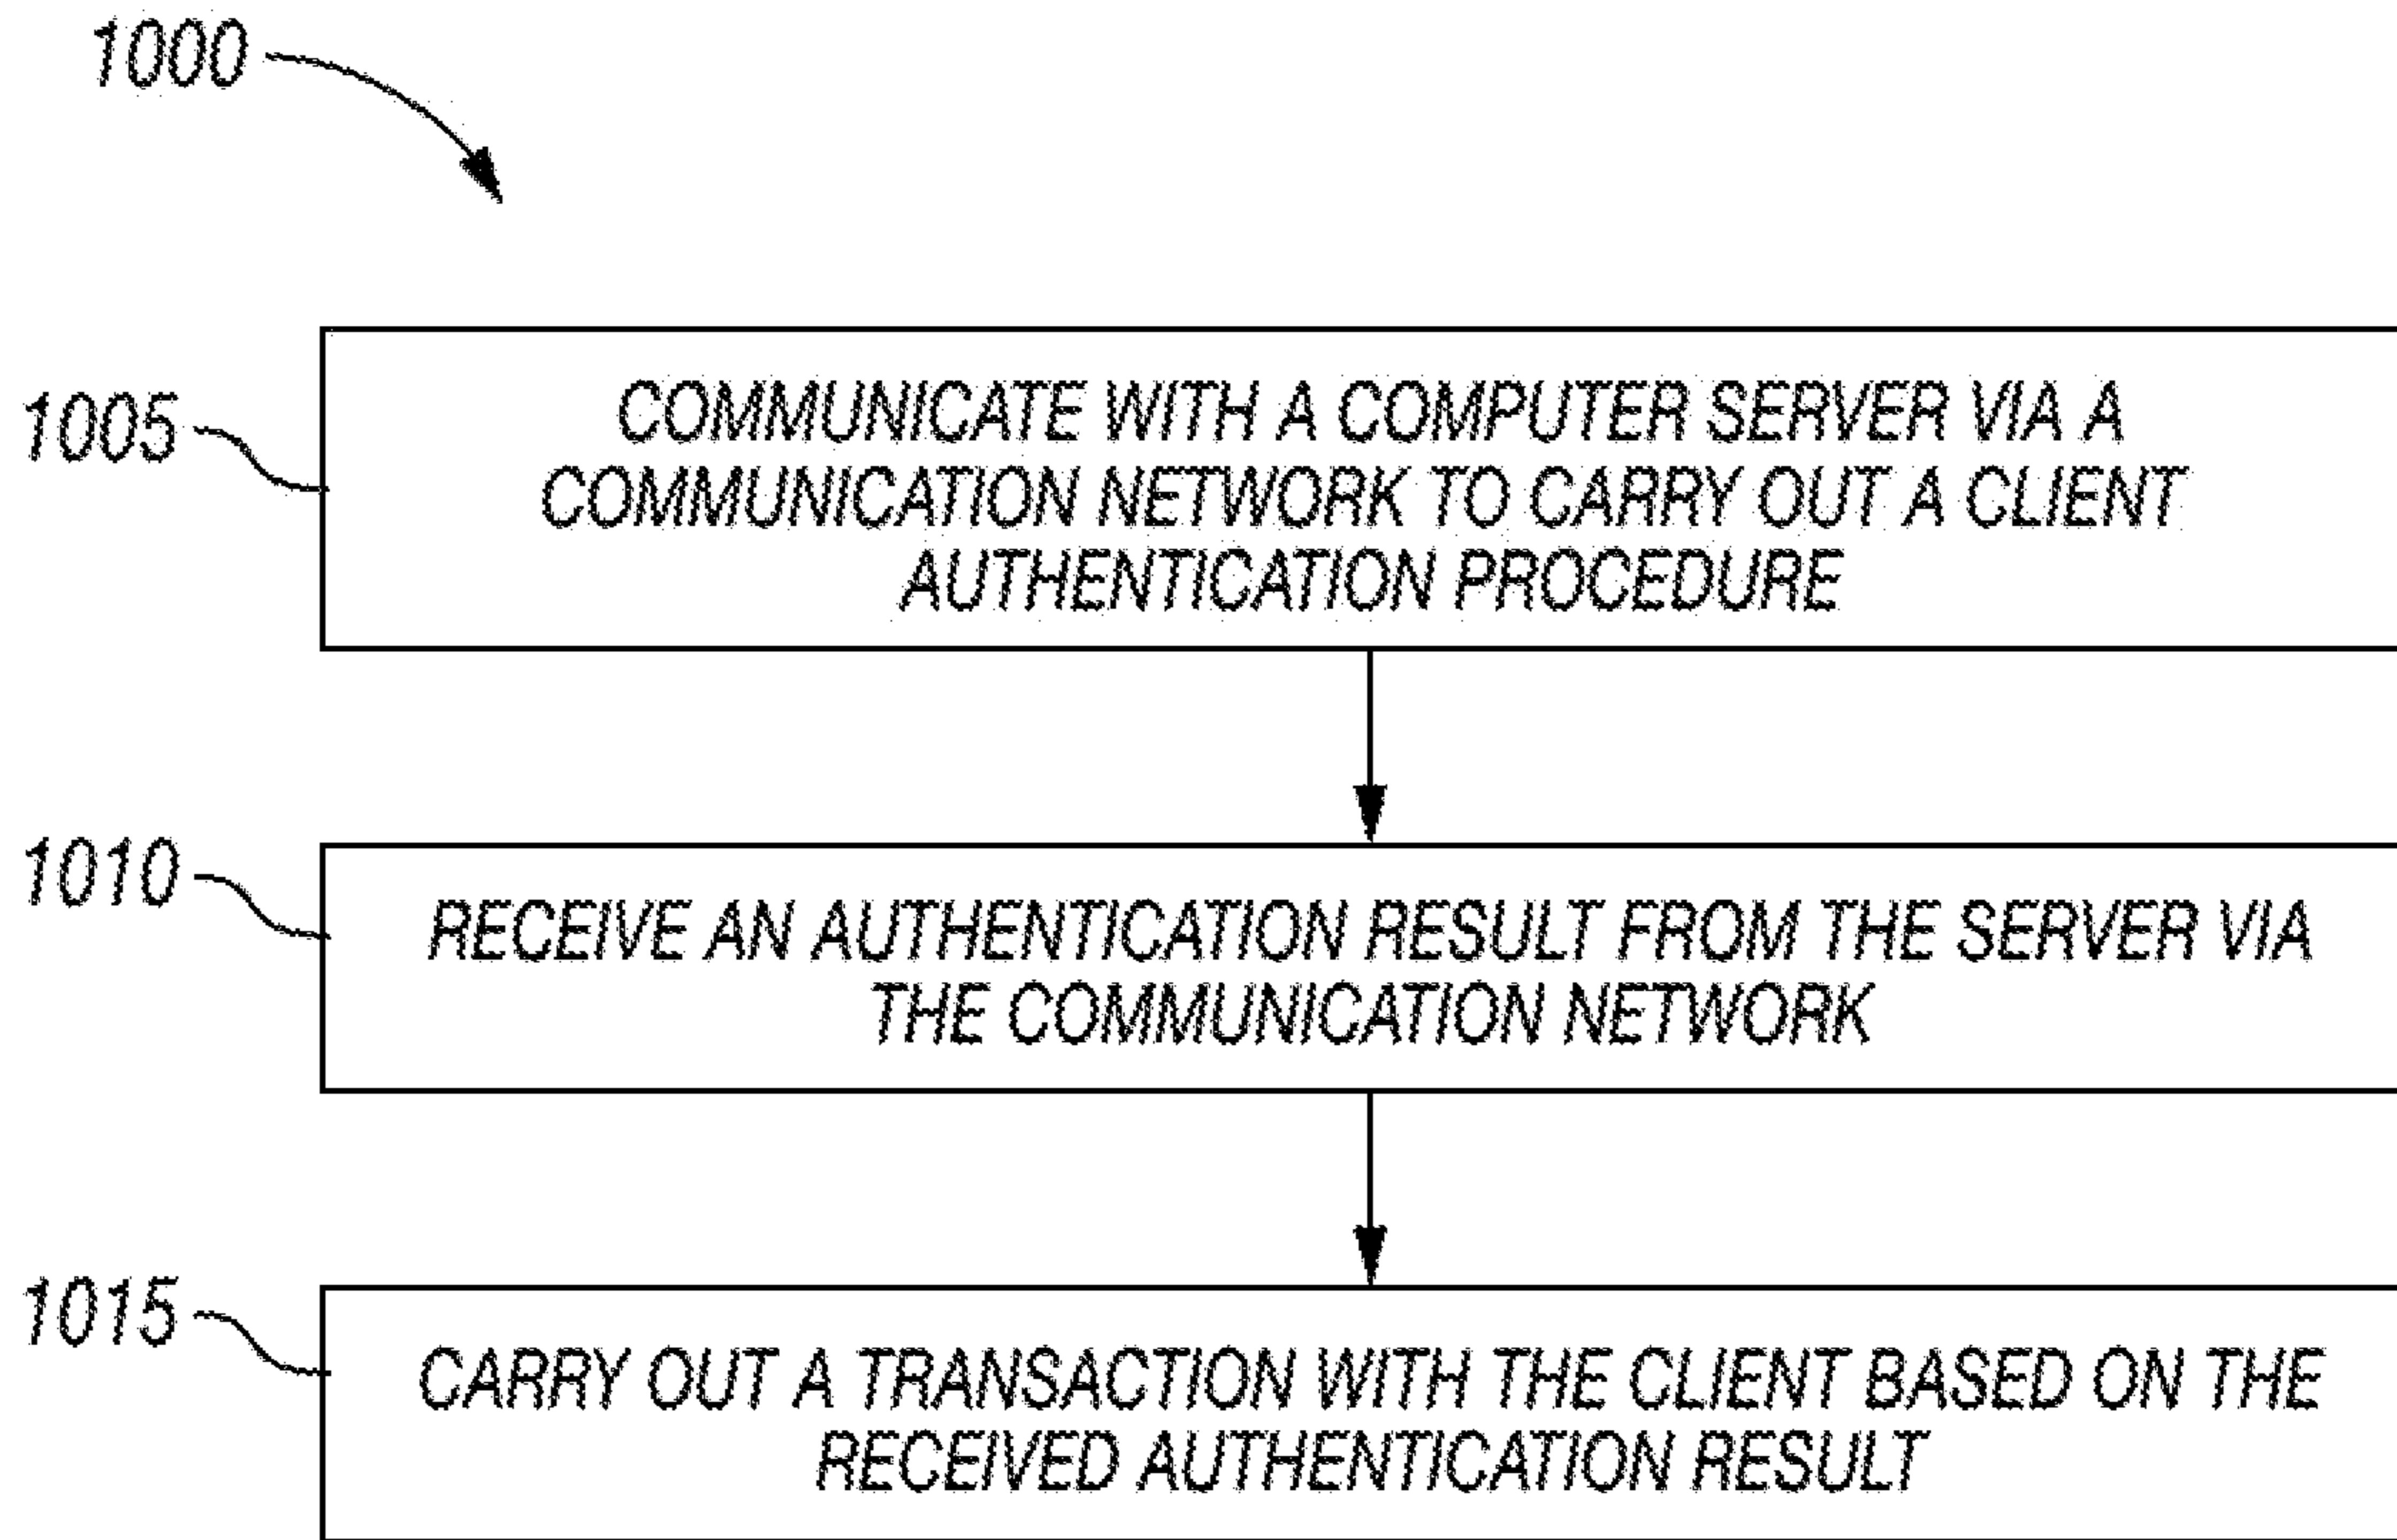 1000
1005
COMMUNICATE WITH A COMPUTER SERVER VIA A
COMMUNICATION NETWORK TO CARRY OUT A CLIENT
AUTHENTICATION PROCEDURE
1010
RECEIVE AN AUTHENTICATION RESULT FROM THE SERVER VIA
THE COMMUNICATION NETWORK
1015
CARRY OUT A TRANSACTION WITH THE CLIENT BASED ON THE
RECEIVED AUTHENTICATION RESULT